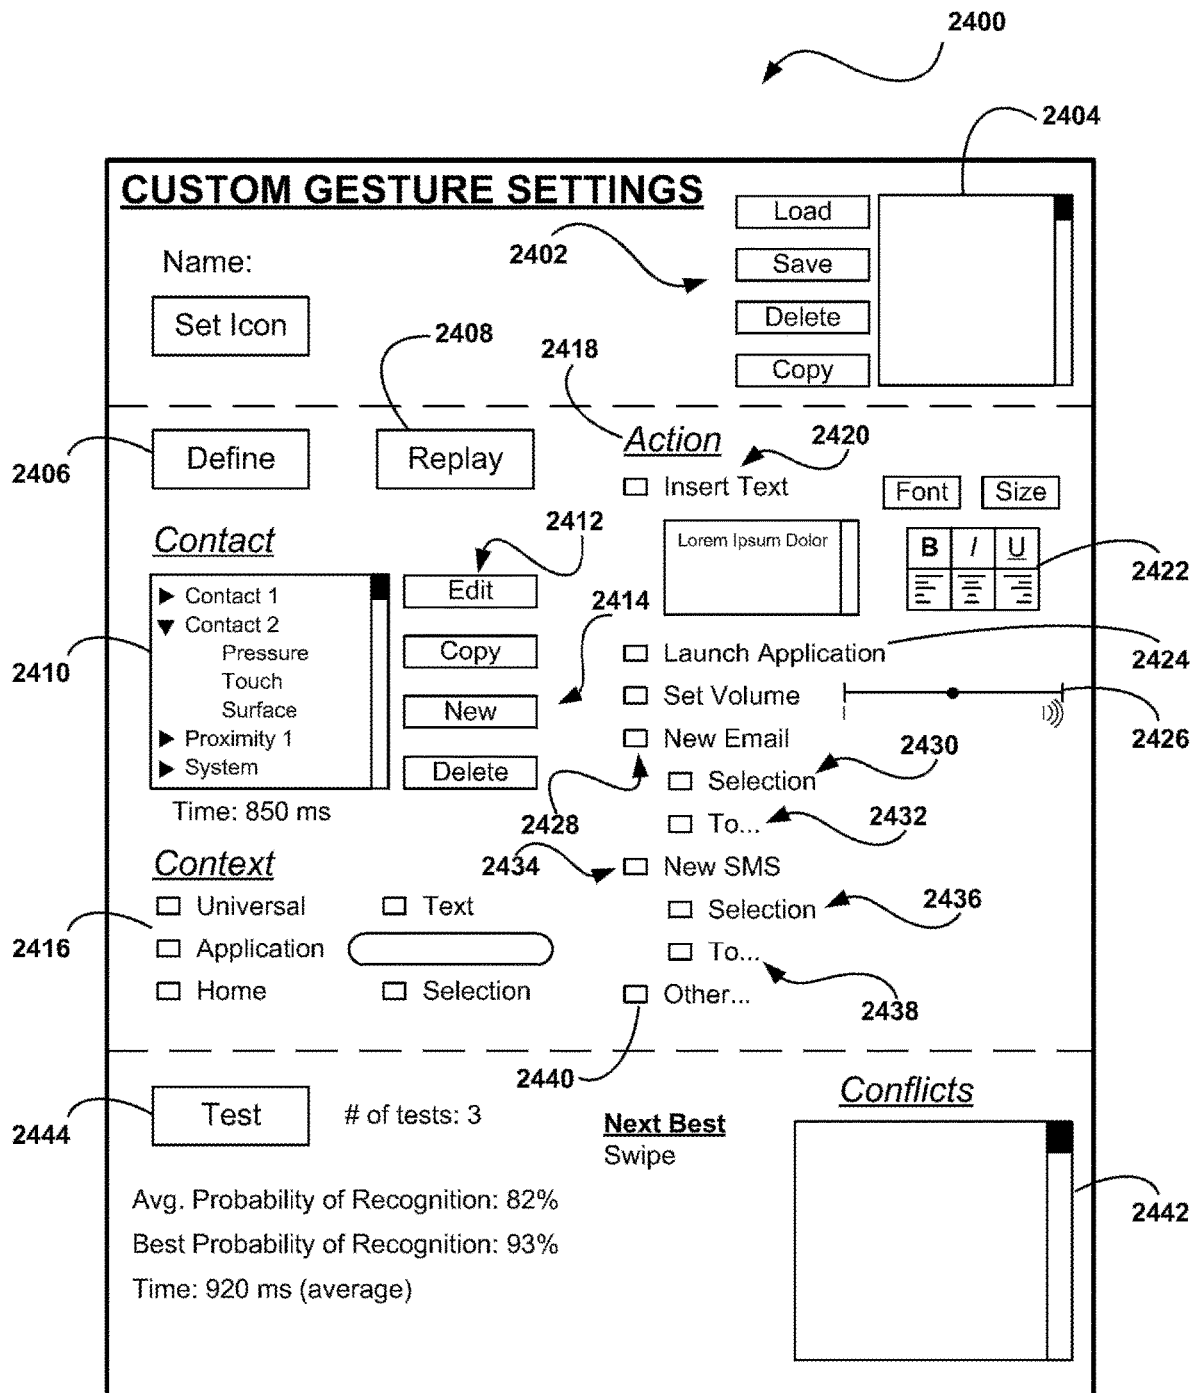 2400
2404
CUSTOM GESTURE SETTINGS
Load
2402
Name:
Save
Set Icon
Delete
2408
2418
Copy
Action
2420
2406
Define
Replay
Insert Text
Font
Size
2412
Contact
Lorem Ipsum Dolor
B I U
2422
Edit
Contact 1
2414
Contact 2
2410
Pressure
Copy
Launch Application
2424
Touch
Surface
New
Set Volume
2426
Proximity 1
New Email
2430
System
Delete
Selection
Time: 850 ms
2428
To...
2432
Context
2434
New SMS
Universal
Text
Selection
2436
2416
Application
To...
Home
Selection
Other...
2438
2440
Conflicts
Test
# of tests: 3
2444
Next Best
Swipe
Avg. Probability of Recognition: 82%
2442
Best Probability of Recognition: 93%
Time: 920 ms (average)